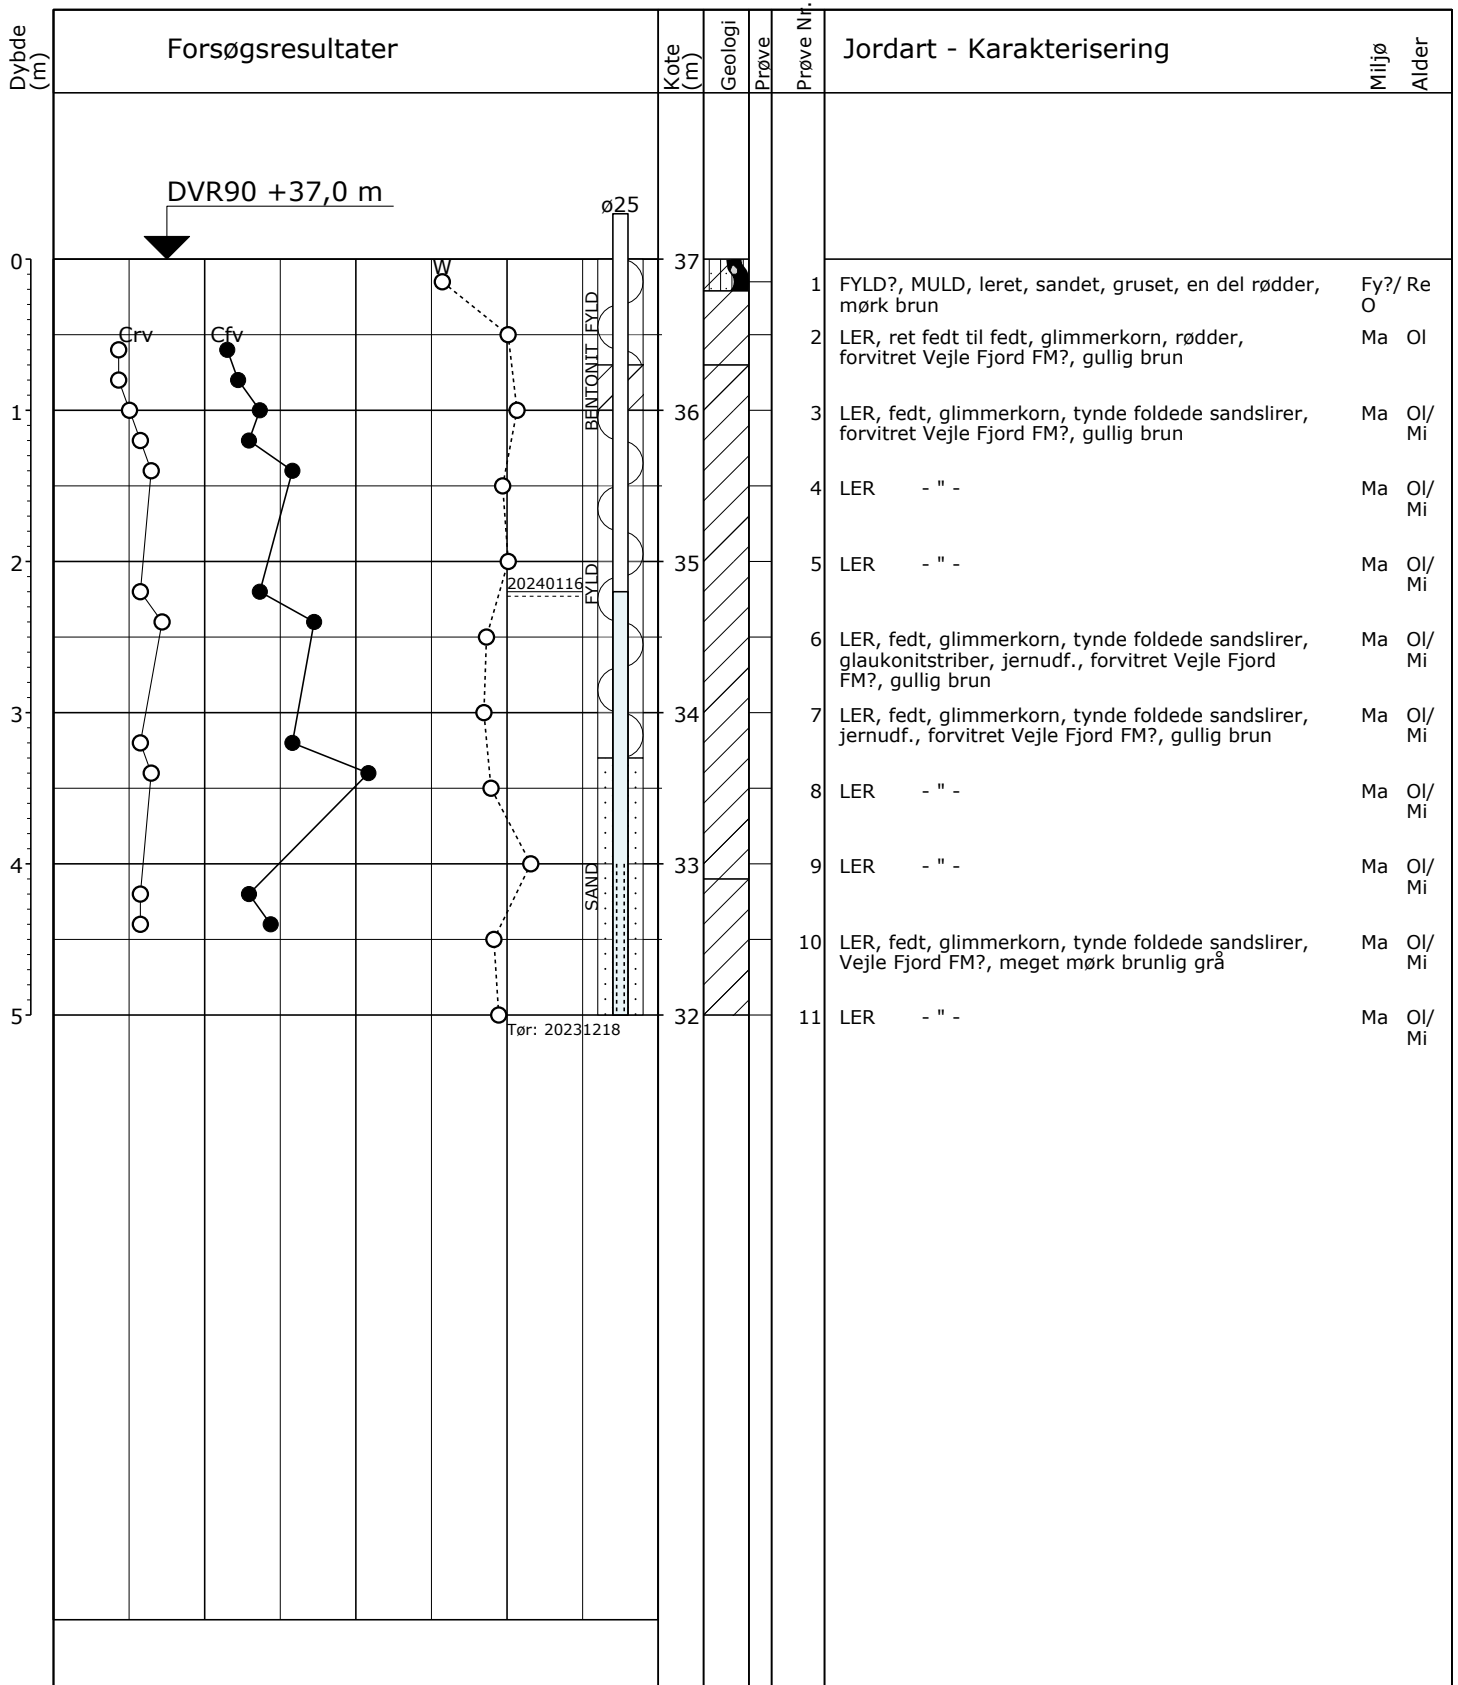 Dybde
(m)
Forsøgsresultater
Kote
(m)
Geologi
Prøve
Prøve Nr.
Jordart - Karakterisering
Miljø
Alder
DVR90 +37,0 m
ø25
0
1
2
3
4
5
W
Crv
Cfv
FYLD
BENTONIT
FYLD
SAND
20240116
Tør: 20231218
37
36
35
34
33
32
1 FYLD?, MULD, leret, sandet, gruset, en del rødder, Fy?/ Re
mørk brun O
2 LER, ret fedt til fedt, glimmerkorn, rødder, Ma Ol
forvitret Vejle Fjord FM?, gullig brun
3 LER, fedt, glimmerkorn, tynde foldede sandslirer, Ma Ol/
forvitret Vejle Fjord FM?, gullig brun Mi
4 LER - " - Ma Ol/
Mi
5 LER - " - Ma Ol/
Mi
6 LER, fedt, glimmerkorn, tynde foldede sandslirer, Ma Ol/
glaukonitstriber, jernudf., forvitret Vejle Fjord Mi
FM?, gullig brun
7 LER, fedt, glimmerkorn, tynde foldede sandslirer, Ma Ol/
jernudf., forvitret Vejle Fjord FM?, gullig brun Mi
8 LER - " - Ma Ol/
Mi
9 LER - " - Ma Ol/
Mi
10 LER, fedt, glimmerkorn, tynde foldede sandslirer, Ma Ol/
Vejle Fjord FM?, meget mørk brunlig grå Mi
11 LER - " - Ma Ol/
Mi